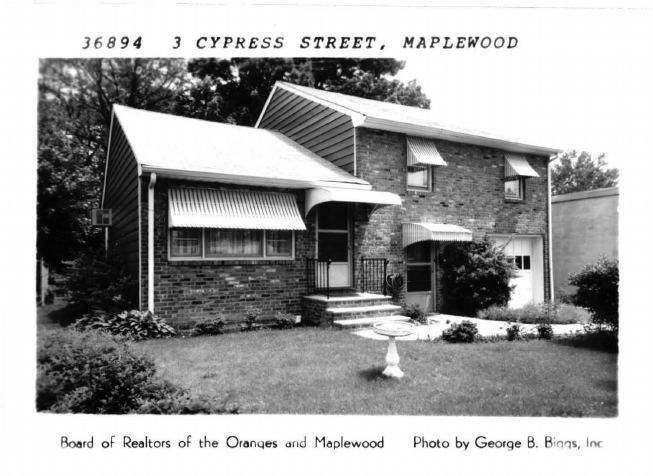 36894 3 CYPRESS STREET, MAPLEWOOD
Board of Realtors of the Oranges and Maplewood Photo by George B. Biggs, Inc